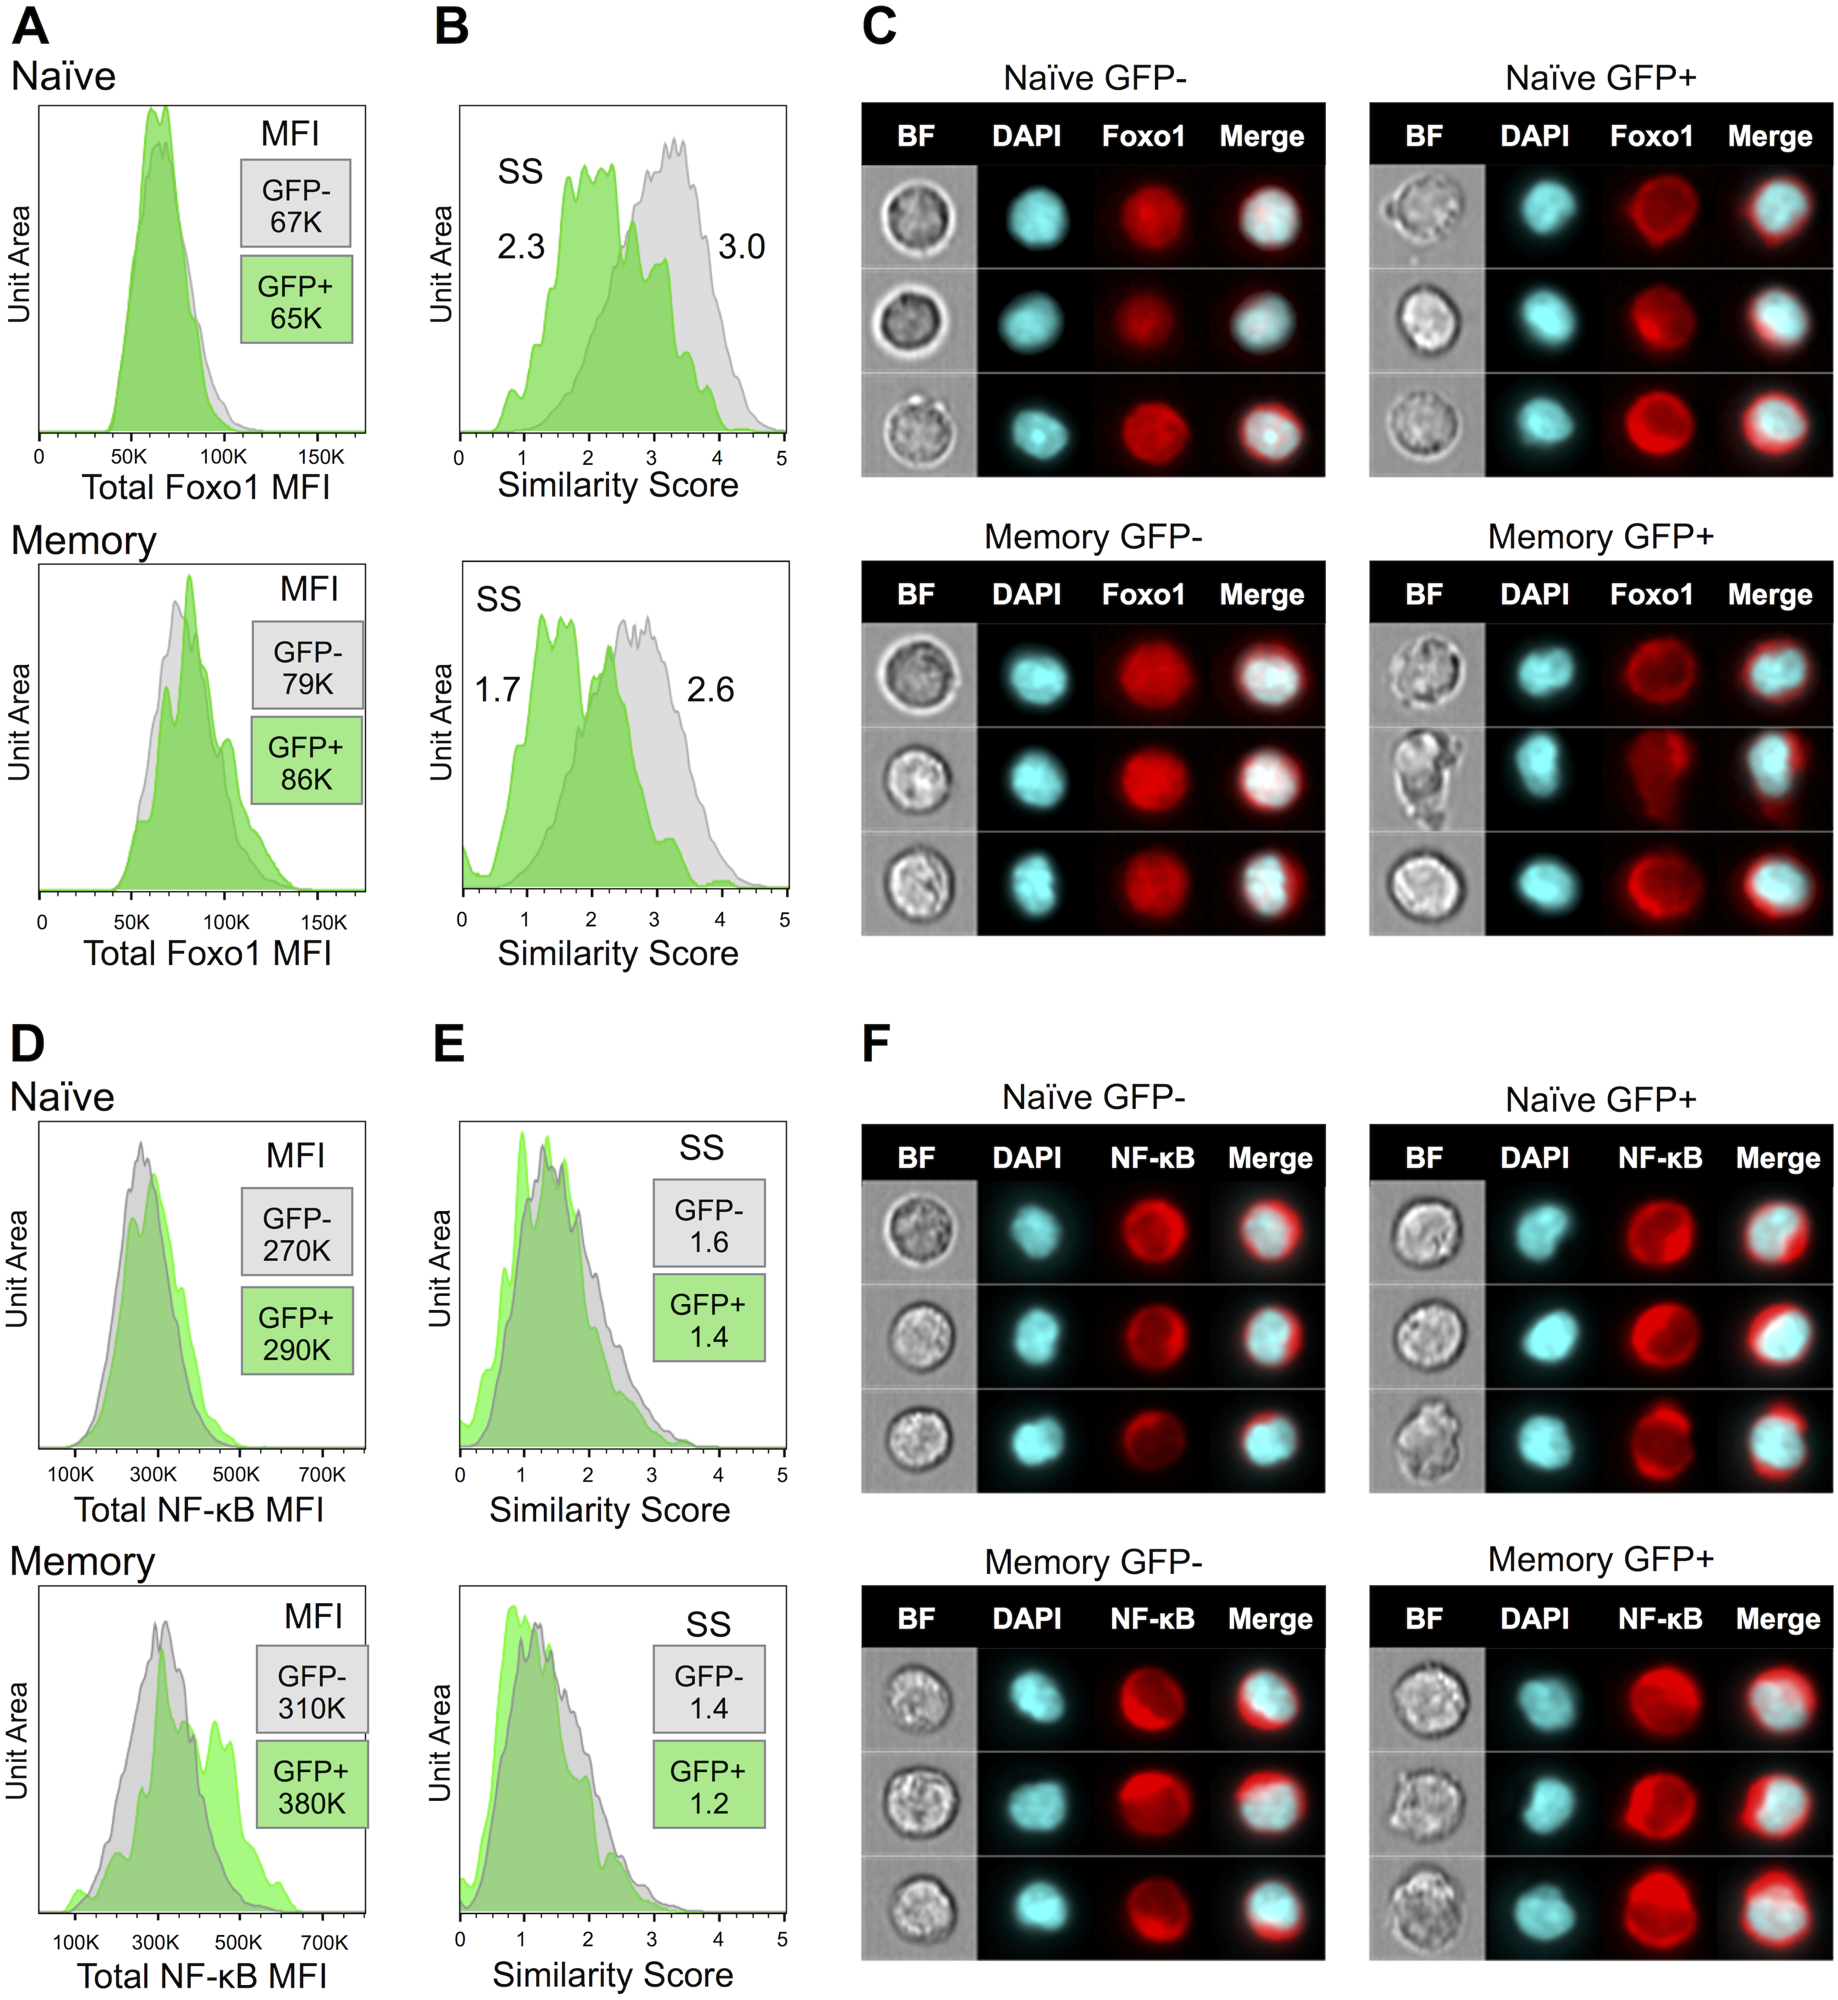 A
Naïve
MFI
GFP-
67K
GFP+
65K
Unit Area
0 50K 100K 150K
Total Foxo1 MFI
Memory
MFI
GFP-
79K
GFP+
86K
Unit Area
0 50K 100K 150K
Total Foxo1 MFI
B
SS
2.3 3.0
Unit Area
0 1 2 3 4 5
Similarity Score
SS
1.7 2.6
Unit Area
0 1 2 3 4 5
Similarity Score
C
Naïve GFP-
BF DAPI Foxo1 Merge
Naïve GFP+
BF DAPI Foxo1 Merge
Memory GFP-
BF DAPI Foxo1 Merge
Memory GFP+
BF DAPI Foxo1 Merge
D
Naïve
MFI
GFP-
270K
GFP+
290K
Unit Area
100K 300K 500K 700K
Total NF-κB MFI
Memory
MFI
GFP-
310K
GFP+
380K
Unit Area
100K 300K 500K 700K
Total NF-κB MFI
E
SS
GFP-
1.6
GFP+
1.4
Unit Area
0 1 2 3 4 5
Similarity Score
SS
GFP-
1.4
GFP+
1.2
Unit Area
0 1 2 3 4 5
Similarity Score
F
Naïve GFP-
BF DAPI NF-κB Merge
Naïve GFP+
BF DAPI NF-κB Merge
Memory GFP-
BF DAPI NF-κB Merge
Memory GFP+
BF DAPI NF-κB Merge